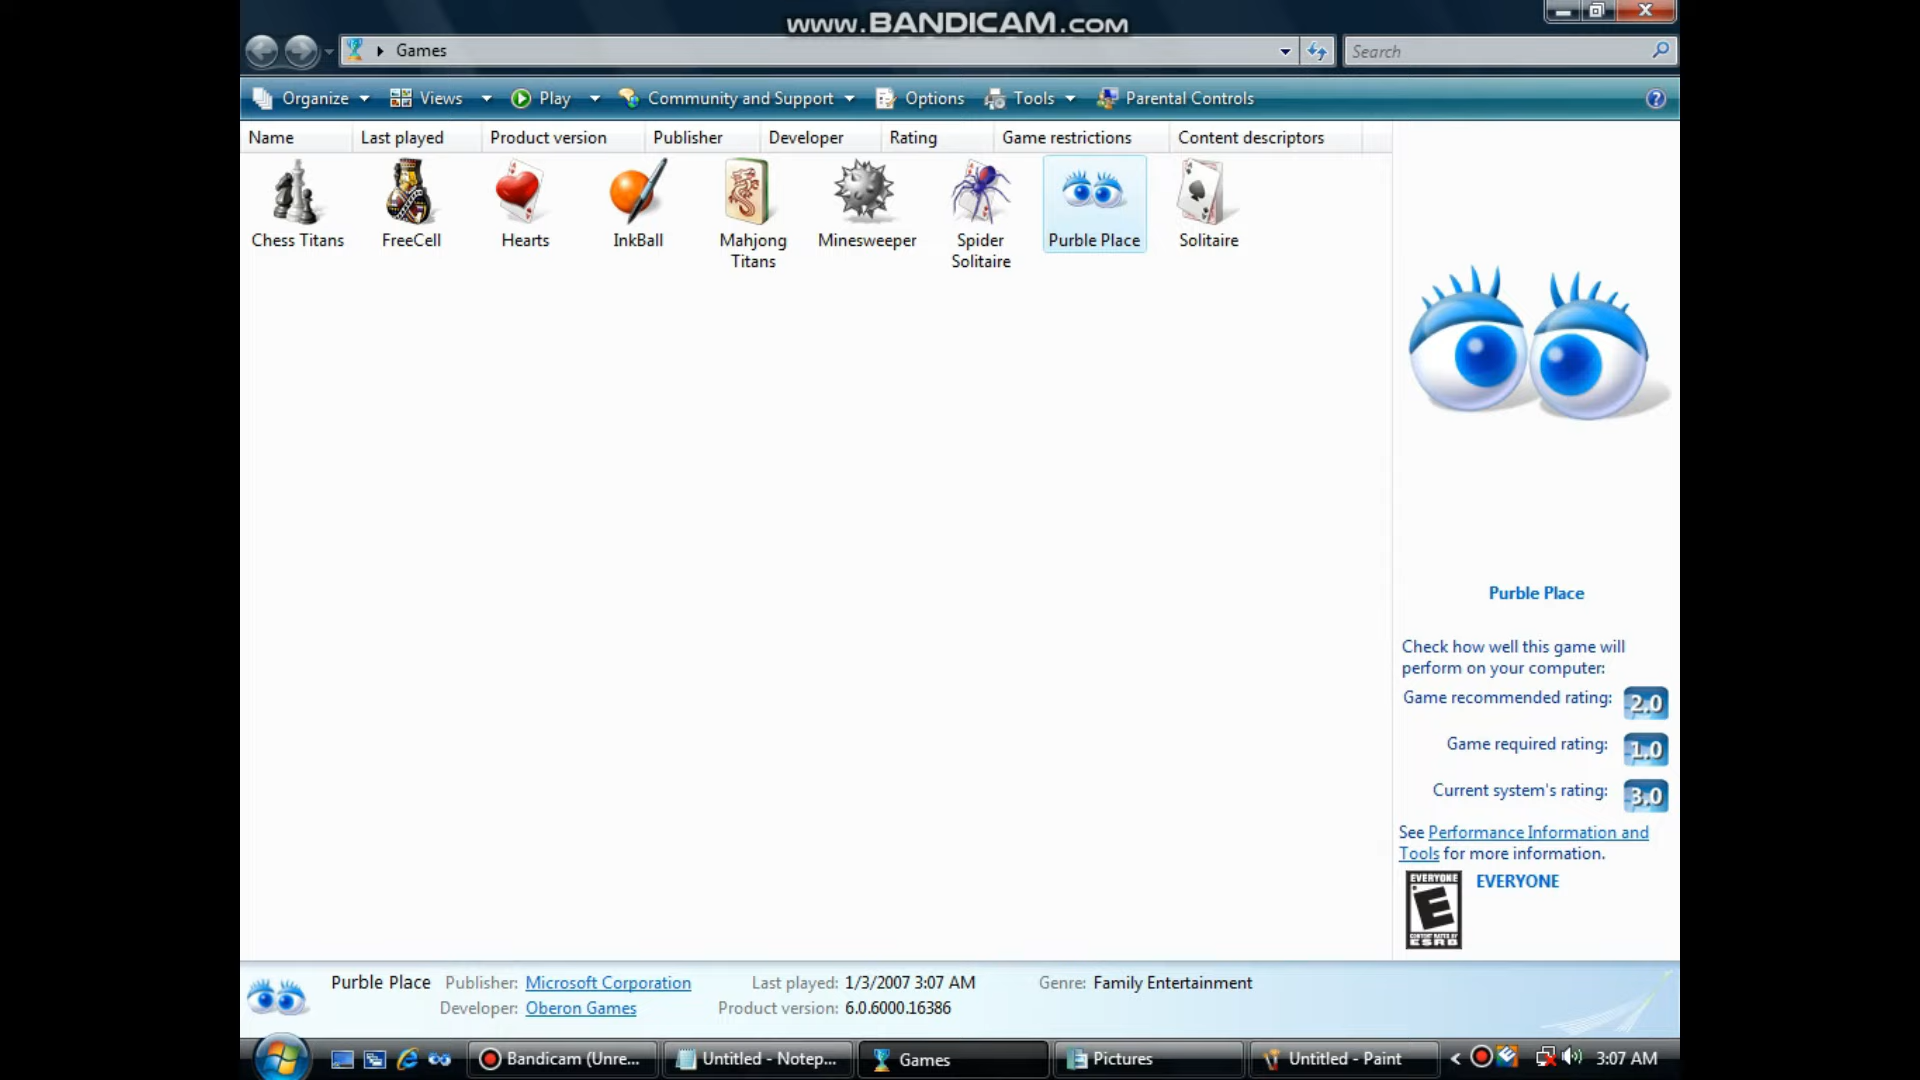 www.BANDICAM.com
Games
Search
Organize Views Play Community and Support Options Tools Parental Controls
Name Last played Product version Publisher Developer Rating Game restrictions Content descriptors
Chess Titans
FreeCell
Hearts
InkBall
Mahjong
Titans
Minesweeper
Spider
Solitaire
Purble Place
Solitaire
Purble Place
Check how well this game will
perform on your computer:
Game recommended rating: 2.0
Game required rating: 1.0
Current system's rating: 3.0
See Performance Information and
Tools for more information.
EVERYONE
E
CONTENT RATED BY
ESRB
EVERYONE
Purble Place Publisher: Microsoft Corporation Last played: 1/3/2007 3:07 AM Genre: Family Entertainment
Developer: Oberon Games Product version: 6.0.6000.16386
Bandicam (Unre... Untitled - Notep... Games Pictures Untitled - Paint < 3:07 AM